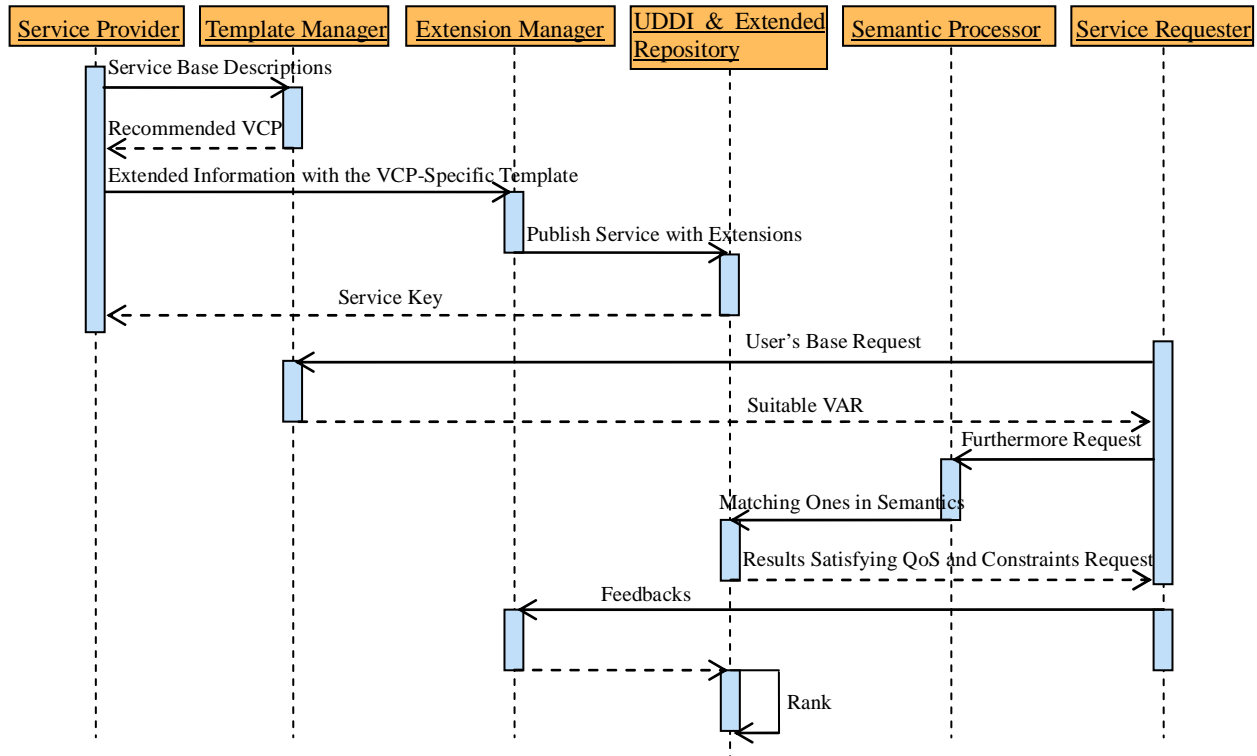 Service Provider
Template Manager
Extension Manager
UDDI & Extended
Repository
Semantic Processor
Service Requester
Service Base Descriptions
Recommended VCP
Extended Information with the VCP-Specific Template
Publish Service with Extensions
Service Key
User's Base Request
Suitable VAR
Furthermore Request
Matching Ones in Semantics
Results Satisfying QoS and Constraints Request
Feedbacks
Rank